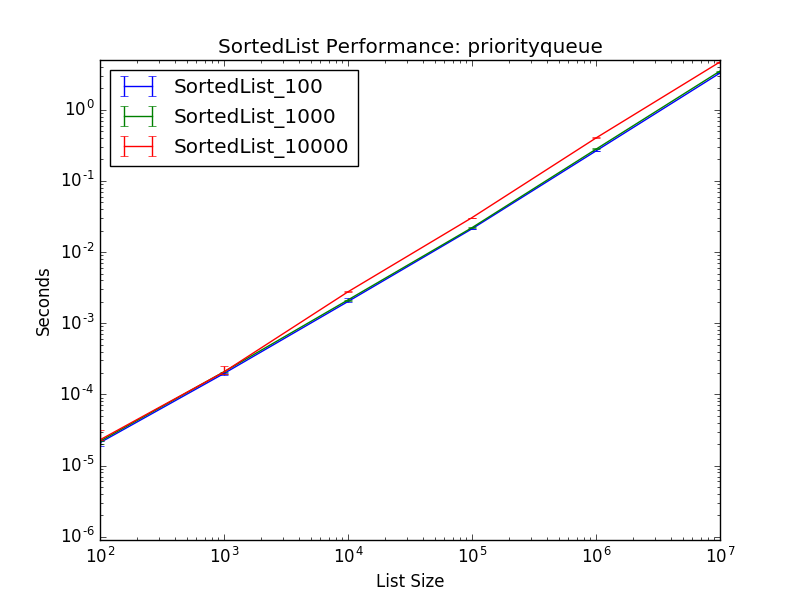 SortedList Performance: priorityqueue
SortedList_100
SortedList_1000
SortedList_10000
10^0
10^-1
10^-2
10^-3
10^-4
10^-5
10^-6
Seconds
10^2 10^3 10^4 10^5 10^6 10^7
List Size